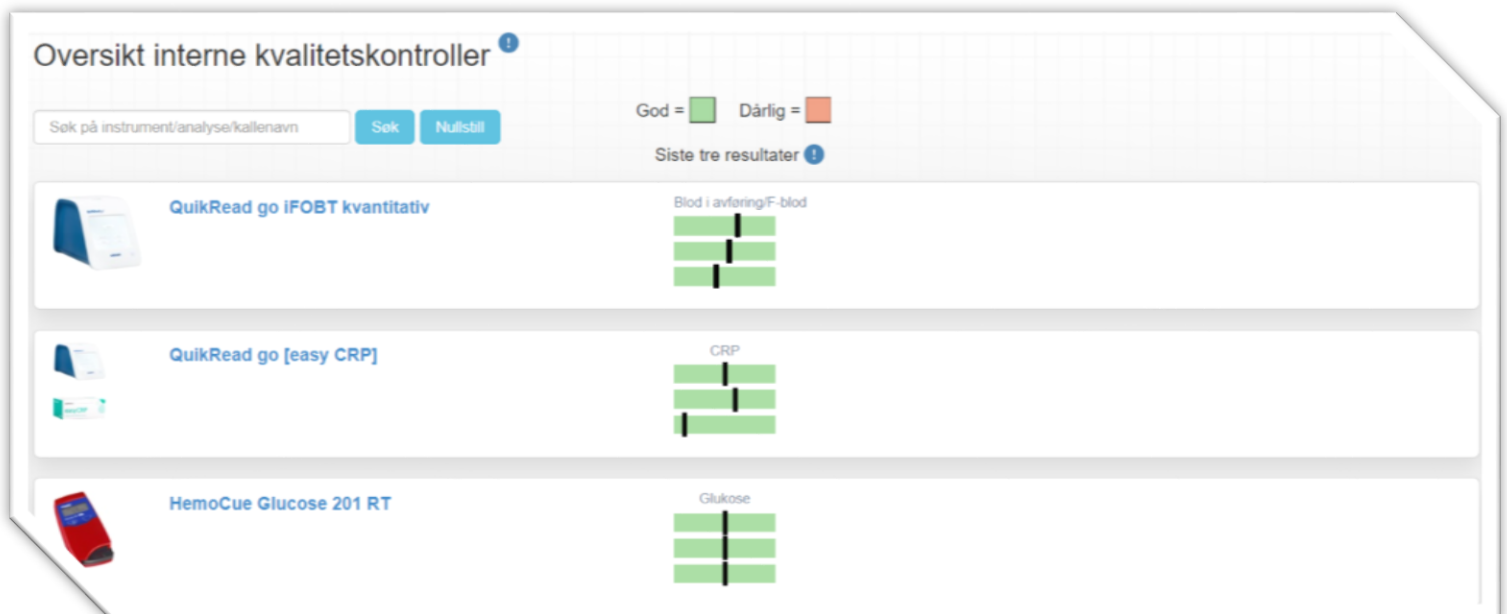 Oversikt interne kvalitetskontroller
Søk på instrument/analyse/kallenavn
Søk
Nullstill
God =
Dårlig =
Siste tre resultater
QuikRead go iFOBT kvantitativ
Blod i avføring/F-blod
QuikRead go [easy CRP]
CRP
HemoCue Glucose 201 RT
Glukose